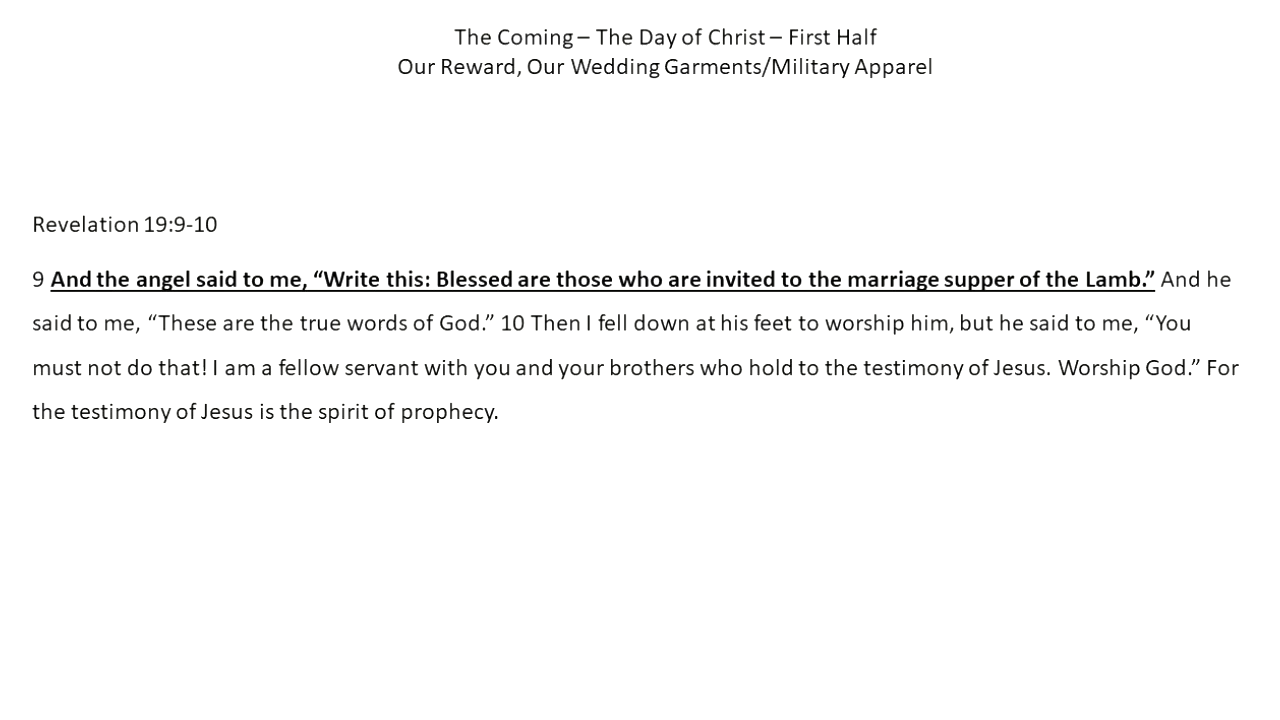 The Coming – The Day of Christ – First Half
Our Reward, Our Wedding Garments/Military Apparel
Revelation 19:9-10
9 And the angel said to me, “Write this: Blessed are those who are invited to the marriage supper of the Lamb.” And he
said to me, “These are the true words of God.” 10 Then I fell down at his feet to worship him, but he said to me, “You
must not do that! I am a fellow servant with you and your brothers who hold to the testimony of Jesus. Worship God.” For
the testimony of Jesus is the spirit of prophecy.